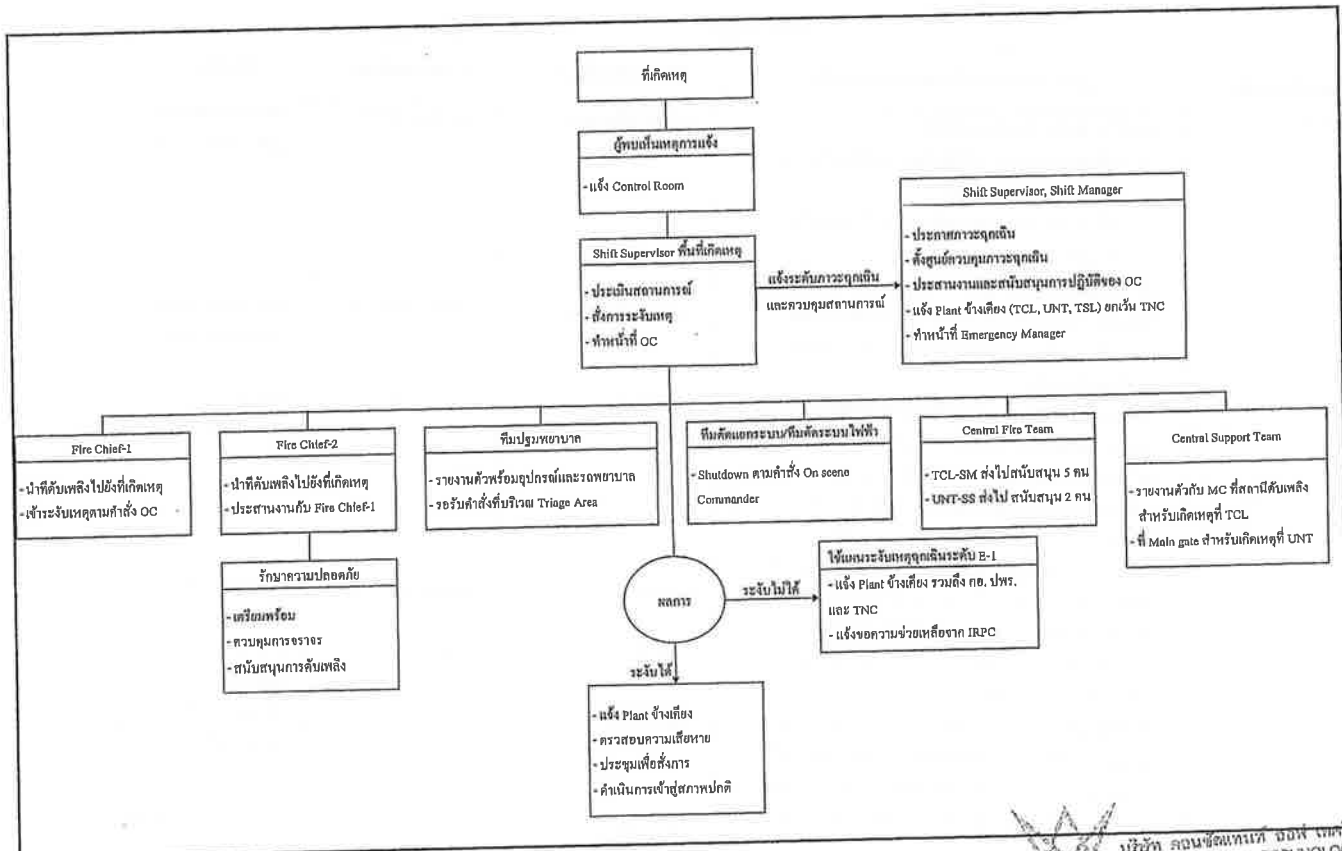 ที่เกิดเหตุ
ผู้พบเห็นเหตุการแจ้ง
- แจ้ง Control Room
Shift Supervisor พื้นที่เกิดเหตุ
- ประเมินสถานการณ์
- สั่งการระงับเหตุ
- ทำหน้าที่ OC
แจ้งระดับภาวะฉุกเฉิน
และควบคุมสถานการณ์
Shift Supervisor, Shift Manager
- ประกาศภาวะฉุกเฉิน
- ตั้งศูนย์ควบคุมภาวะฉุกเฉิน
- ประสานงานและสนับสนุนการปฏิบัติของ OC
- แจ้ง Plant ข้างเคียง (TCL, UNT, TSL) ยกเว้น TNC
- ทำหน้าที่ Emergency Manager
Fire Chief-1
- นำทีดับเพลิงไปยังที่เกิดเหตุ
- เข้าระงับเหตุตามคำสั่ง OC
Fire Chief-2
- นำทีดับเพลิงไปยังที่เกิดเหตุ
- ประสานงานกับ Fire Chief-1
ทีมปฐมพยาบาล
- รายงานตัวพร้อมอุปกรณ์และรถพยาบาล
- รอรับคำสั่งที่บริเวณ Triage Area
ทีมตัดแยกระบบ/ทีมตัดระบบไฟฟ้า
- Shutdown ตามคำสั่ง On scene
Commander
Central Fire Team
- TCL-SM ส่งไปสนับสนุน 5 คน
- UNT-SS ส่งไป สนับสนุน 2 คน
Central Support Team
- รายงานตัวกับ MC ที่สถานีดับเพลิง
สำหรับเกิดเหตุที่ TCL
- ที่ Main gate สำหรับเกิดเหตุที่ UNT
รักษาความปลอดภัย
- เตรียมพร้อม
- ควบคุมการจราจร
- สนับสนุนการดับเพลิง
ผลการ
ระงับไม่ได้
ใช้แผนระงับเหตุฉุกเฉินระดับ E-1
- แจ้ง Plant ข้างเคียง รวมถึง กอ. ปพร.
และ TNC
- แจ้งขอความช่วยเหลือจาก IRPC
ระงับได้
- แจ้ง Plant ข้างเคียง
- ตรวจสอบความเสียหาย
- ประชุมเพื่อสั่งการ
- ดำเนินการเข้าสู่สภาพปกติ
บริษัท คอนซัลแทนท์ ออฟ